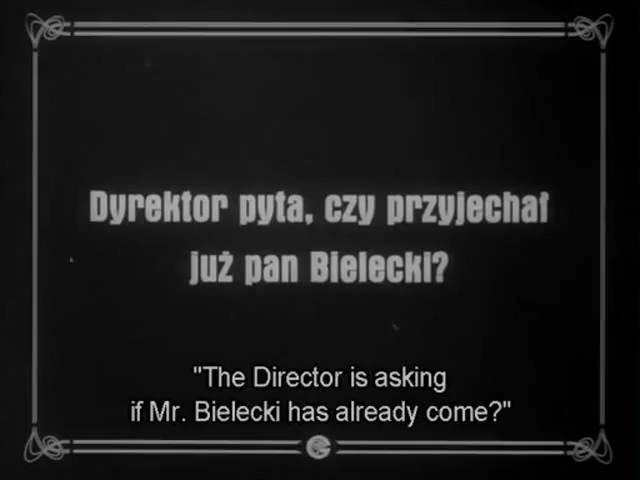 Dyrektor pyta, czy przyjechał
już pan Bielecki?
"The Director is asking
if Mr. Bielecki has already come?"